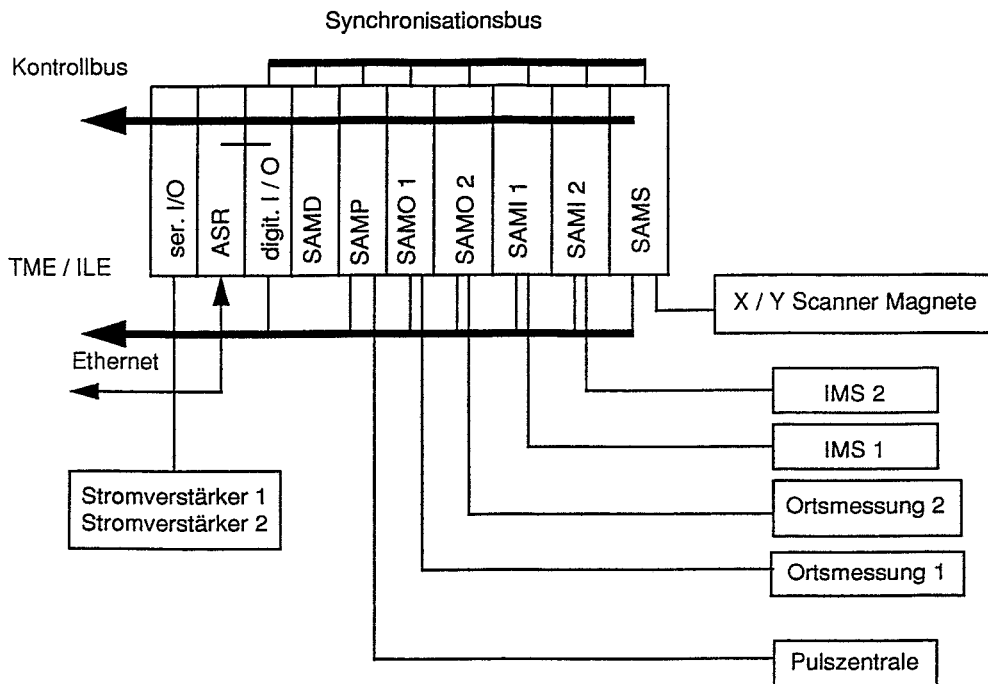 Synchronisationsbus
Kontrollbus
ser. I/O
ASR
digit. I / O
SAMD
SAMP
SAMO 1
SAMO 2
SAMI 1
SAMI 2
SAMS
TME / ILE
X / Y Scanner Magnete
Ethernet
IMS 2
IMS 1
Stromverstärker 1
Stromverstärker 2
Ortsmessung 2
Ortsmessung 1
Pulszentrale